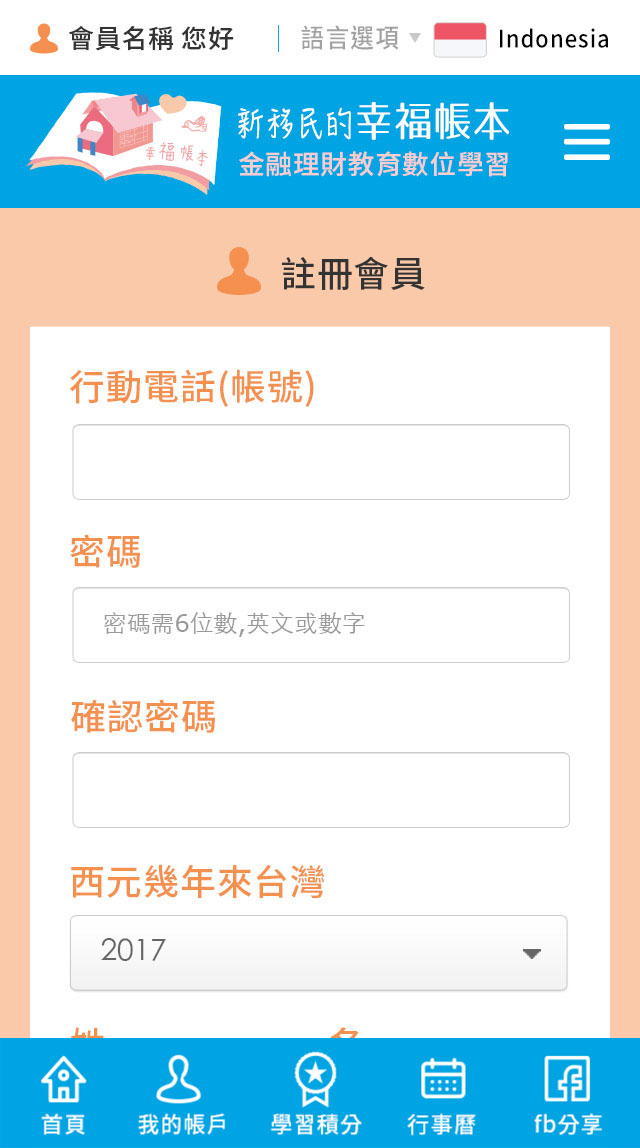 會員名稱 您好
語言選項
Indonesia
幸福帳本
新移民的幸福帳本
金融理財教育數位學習
註冊會員
行動電話(帳號)
密碼
密碼需6位數,英文或數字
確認密碼
西元幾年來台灣
2017
姓 名
首頁 我的帳戶 學習積分 行事曆 fb分享